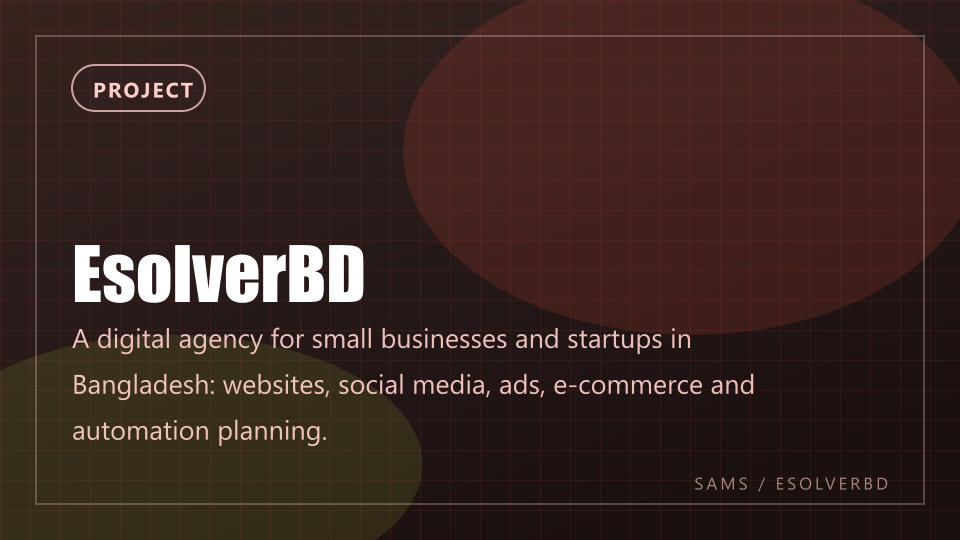 PROJECT
EsolverBD
A digital agency for small businesses and startups in
Bangladesh: websites, social media, ads, e-commerce and
automation planning.
SAMS / ESOLVERBD